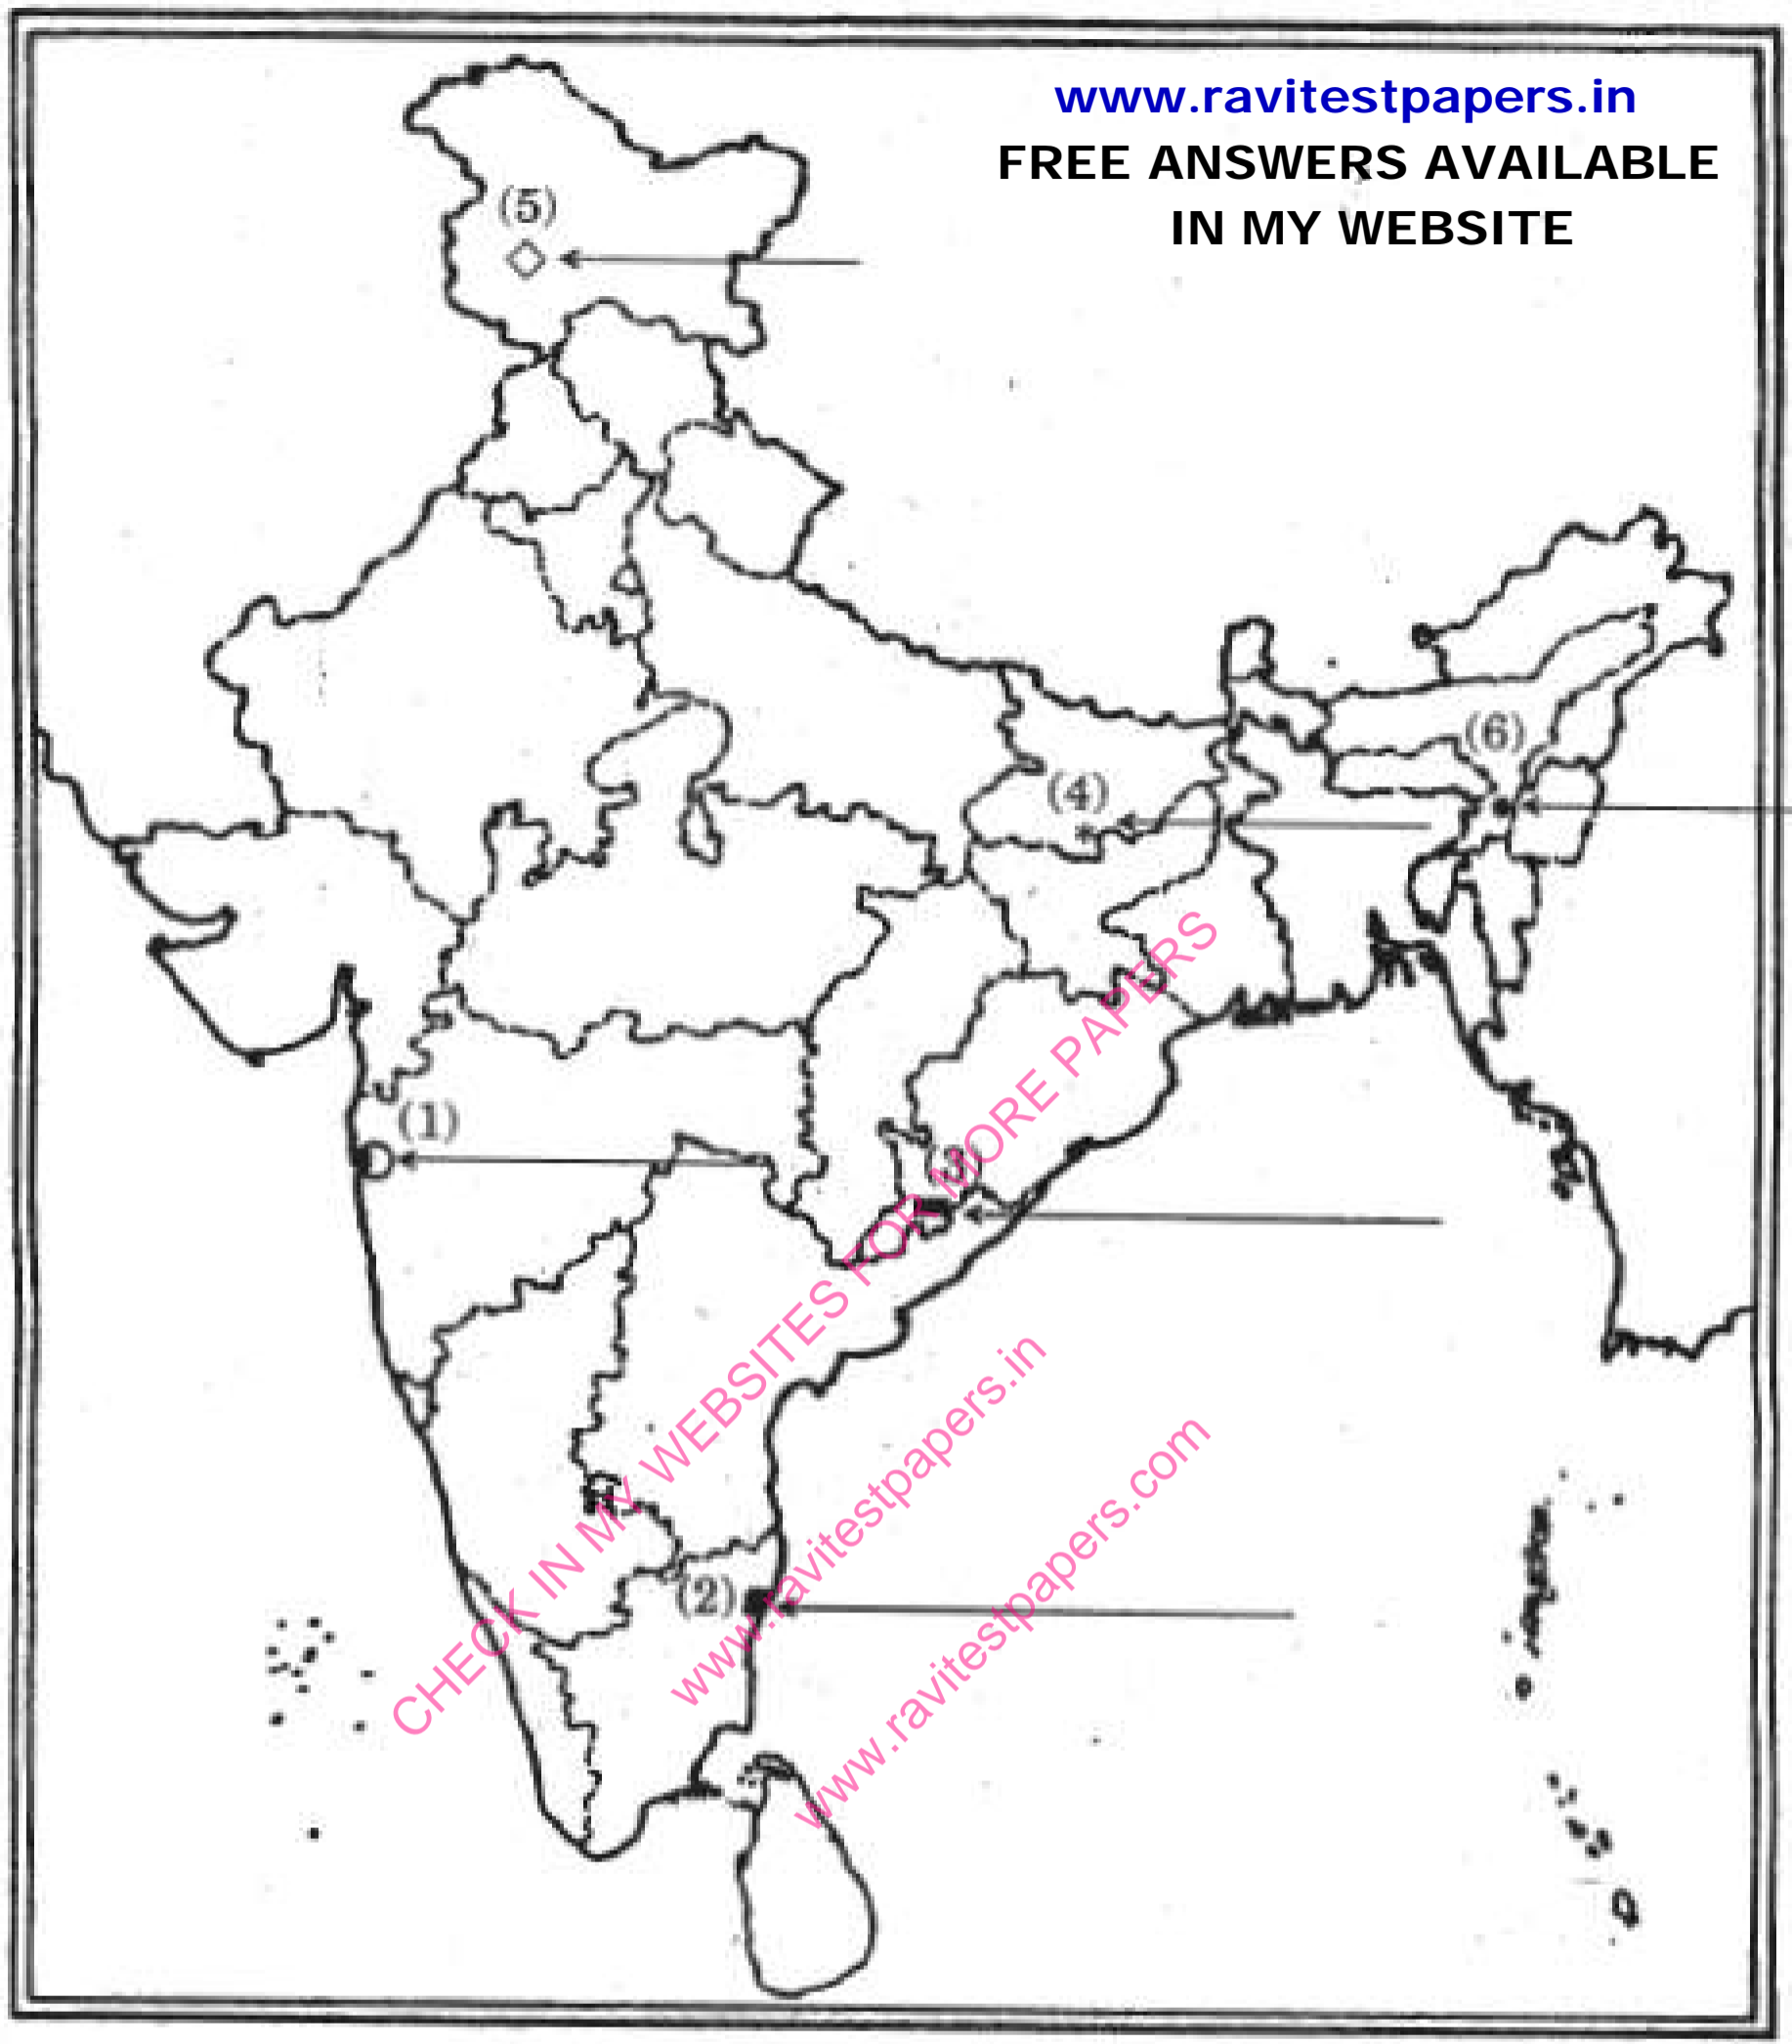 www.ravitestpapers.in
FREE ANSWERS AVAILABLE
IN MY WEBSITE
(5)
(6)
(4)
(1)
(2)
CHECK IN MY WEBSITES FOR MORE PAPERS
www.ravitestpapers.in
www.ravitestpapers.com